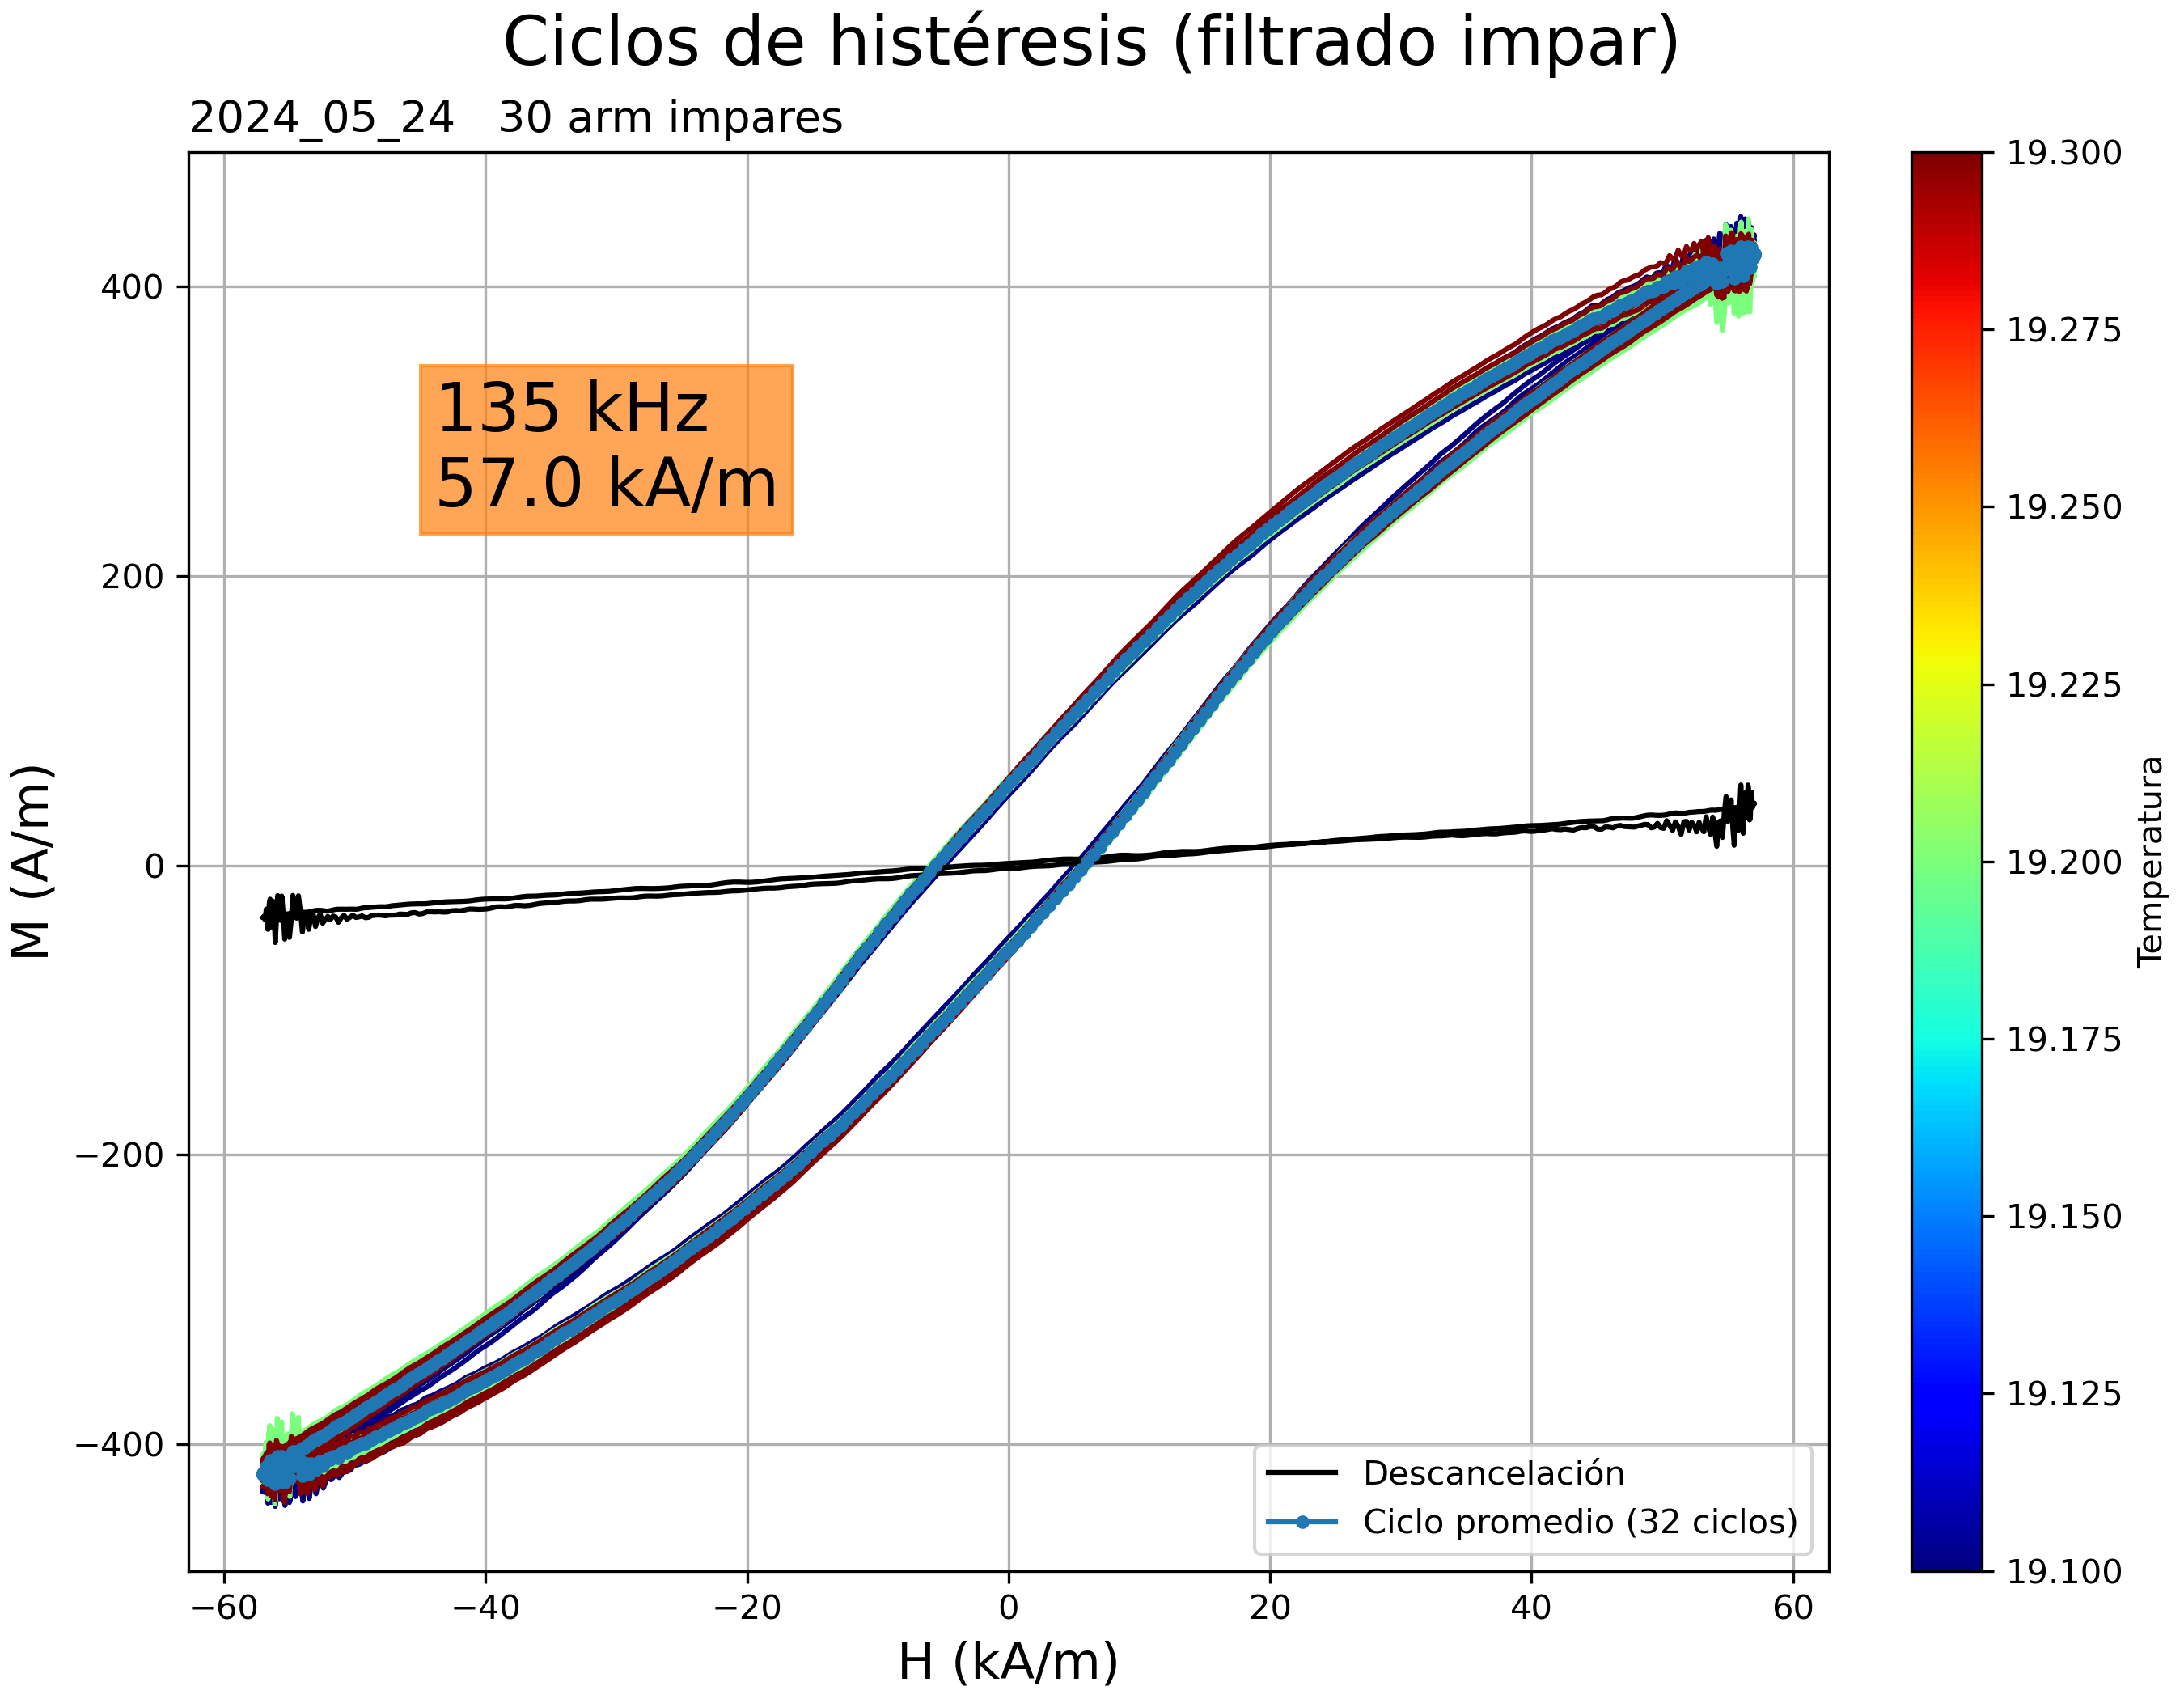 Ciclos de histéresis (filtrado impar)
2024_05_24   30 arm impares
135 kHz
57.0 kA/m
400
200
0
−200
−400
M (A/m)
−60
−40
−20
0
20
40
60
H (kA/m)
Descancelación
Ciclo promedio (32 ciclos)
19.300
19.275
19.250
19.225
19.200
19.175
19.150
19.125
19.100
Temperatura